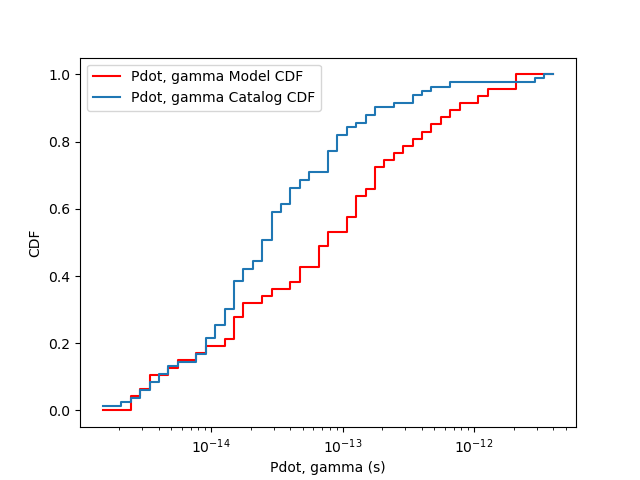 Pdot, gamma Model CDF
Pdot, gamma Catalog CDF
1.0
0.8
0.6
0.4
0.2
0.0
CDF
10⁻¹⁴ 10⁻¹³ 10⁻¹²
Pdot, gamma (s)